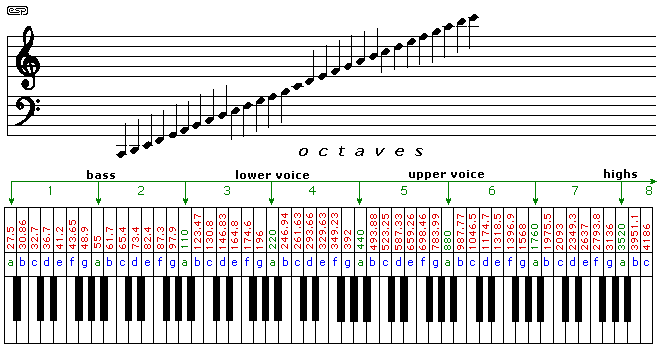 esp
octaves
bass lower voice upper voice highs
1 2 3 4 5 6 7 8
27.5 30.86 32.7 36.7 41.2 43.65 48.9 55 61.7 65.4 73.4 82.4 87.3 97.9 110 123.47 130.8 146.83 164.8 174.6 196 220 246.94 261.63 293.66 329.63 349.23 392 440 493.88 523.25 587.33 659.26 698.46 783.99 880 987.77 1046.5 1174.7 1318.5 1396.9 1568 1760 1975.5 2093 2349.3 2637 2793.8 3136 3520 3951.1 4186
a b c d e f g a b c d e f g a b c d e f g a b c d e f g a b c d e f g a b c d e f g a b c d e f g a b c